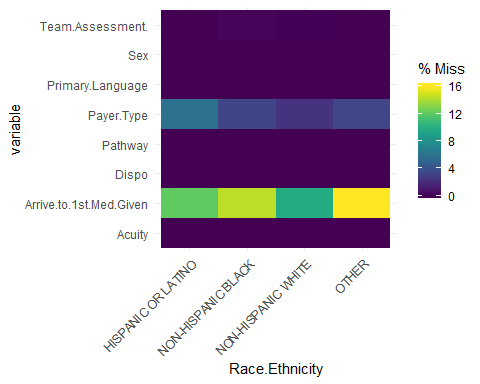 Team.Assessment.
Sex
Primary.Language
Payer.Type
Pathway
Dispo
Arrive.to.1st.Med.Given
Acuity
variable
HISPANIC OR LATINO
NON-HISPANIC BLACK
NON-HISPANIC WHITE
OTHER
Race.Ethnicity
% Miss
16
12
8
4
0